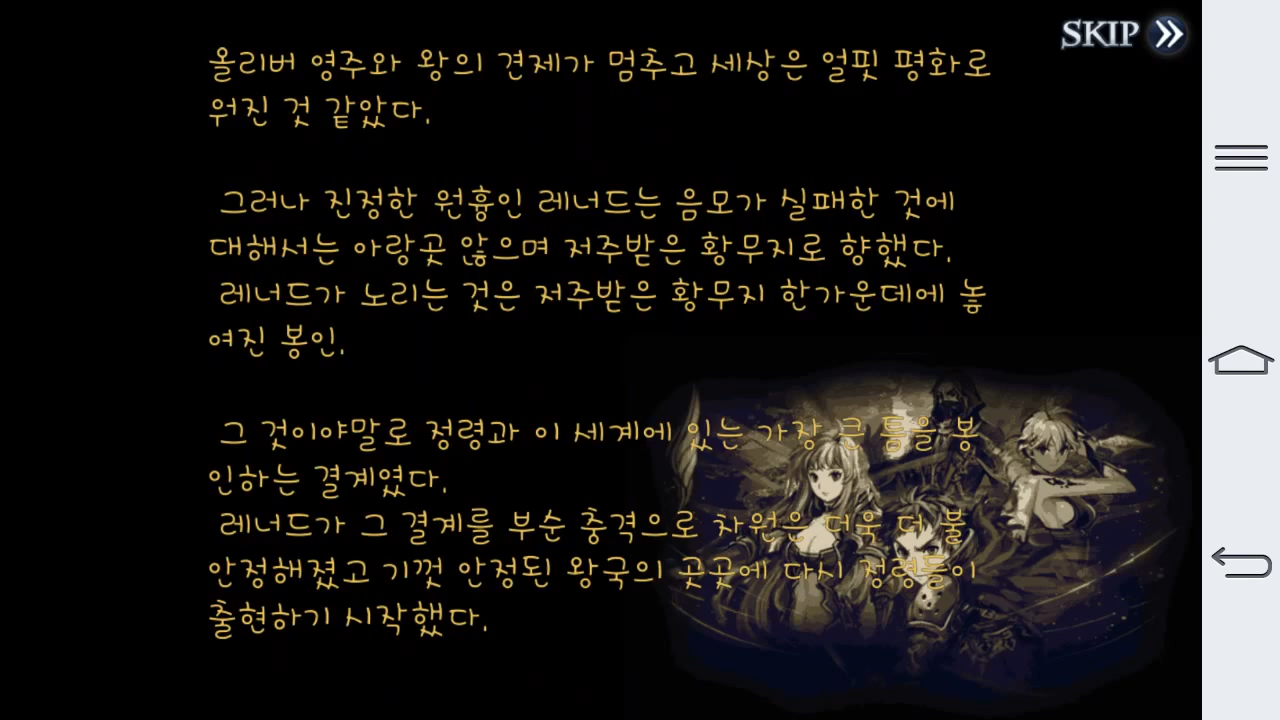 SKIP
올리버 영주와 왕의 견제가 멈추고 세상은 얼핏 평화로
워진 것 같았다.
그러나 진정한 원흉인 레너드는 음모가 실패한 것에
대해서는 아랑곳 않으며 저주받은 황무지로 향했다.
레너드가 노리는 것은 저주받은 황무지 한가운데에 놓
여진 봉인.
그 것이야말로 정령과 이 세계에 있는 가장 큰 틈을 봉
인하는 결계였다.
레너드가 그 결계를 부순 충격으로 차원은 더욱 더 불
안정해졌고 기껏 안정된 왕국의 곳곳에 다시 정령들이
출현하기 시작했다.